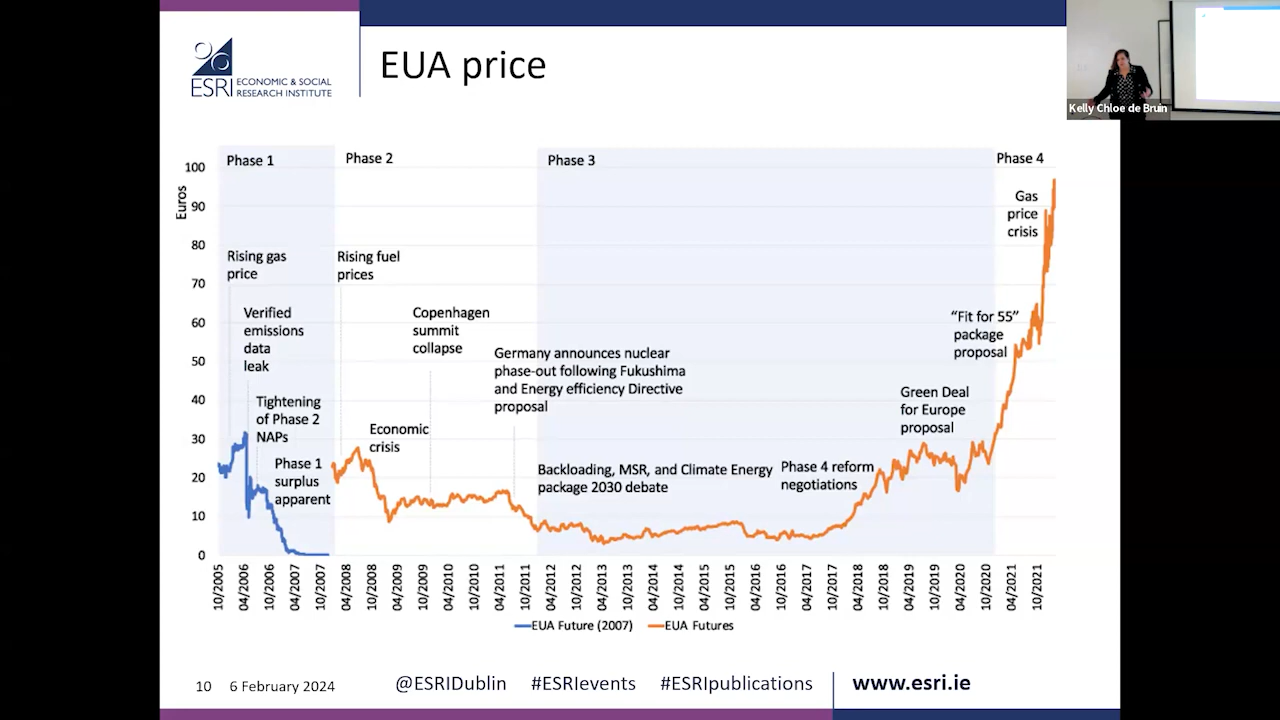 ESRI
ECONOMIC & SOCIAL
RESEARCH INSTITUTE
EUA price
Kelly Chloe de Bruin
Phase 1
Phase 2
Phase 3
Phase 4
Euros
100
90
80
70
60
50
40
30
20
10
0
Rising gas
price
Verified
emissions
data
leak
Tightening
of Phase 2
NAPs
Phase 1
surplus
apparent
Rising fuel
prices
Economic
crisis
Copenhagen
summit
collapse
Germany announces nuclear
phase-out following Fukushima
and Energy efficiency Directive
proposal
Backloading, MSR, and Climate Energy
package 2030 debate
Phase 4 reform
negotiations
Green Deal
for Europe
proposal
“Fit for 55”
package
proposal
Gas
price
crisis
10/2005
04/2006
10/2006
04/2007
10/2007
04/2008
10/2008
04/2009
10/2009
04/2010
10/2010
04/2011
10/2011
04/2012
10/2012
04/2013
10/2013
04/2014
10/2014
04/2015
10/2015
04/2016
10/2016
04/2017
10/2017
04/2018
10/2018
04/2019
10/2019
04/2020
10/2020
04/2021
10/2021
EUA Future (2007)
EUA Futures
10
6 February 2024
@ESRIDublin
#ESRIevents
#ESRIpublications
www.esri.ie